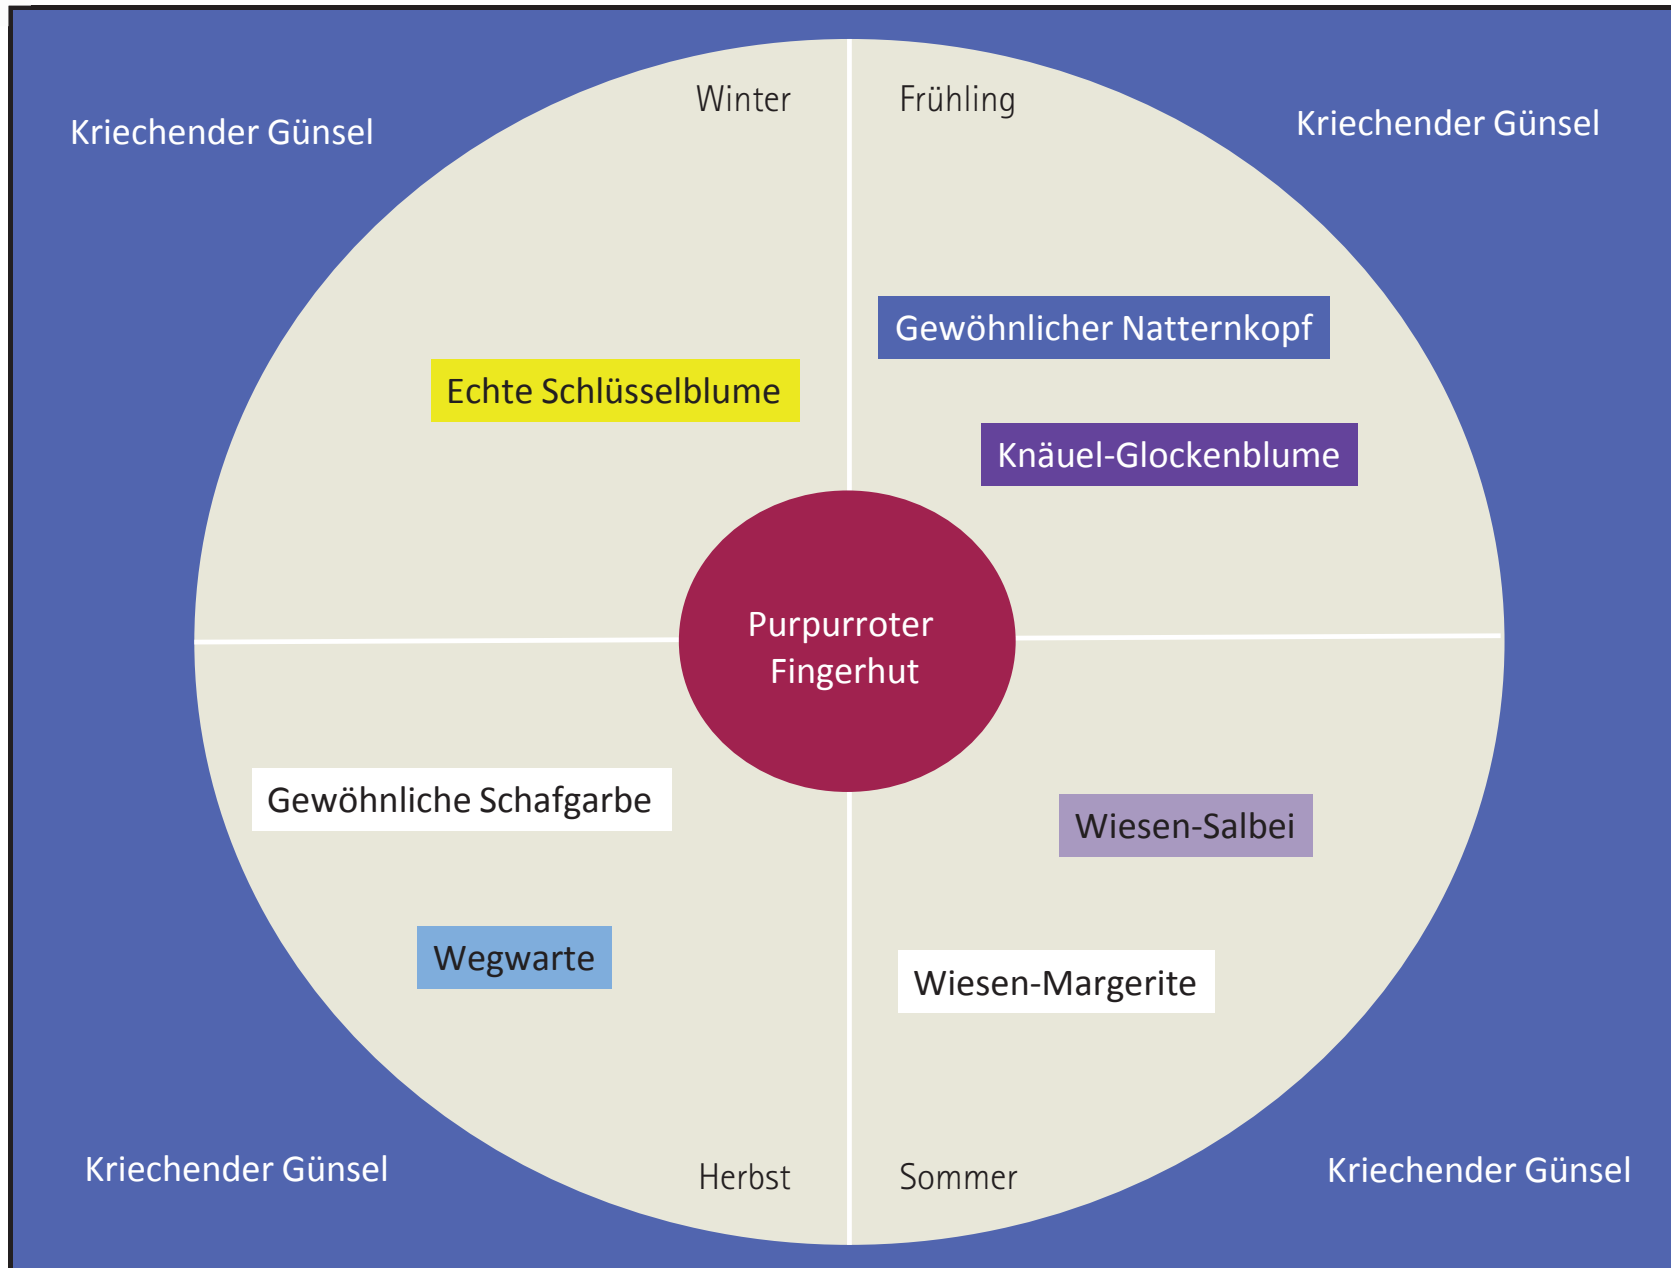 Winter
Frühling
Kriechender Günsel
Kriechender Günsel
Gewöhnlicher Natternkopf
Echte Schlüsselblume
Knäuel-Glockenblume
Purpurroter
Fingerhut
Gewöhnliche Schafgarbe
Wiesen-Salbei
Wegwarte
Wiesen-Margerite
Kriechender Günsel
Herbst
Sommer
Kriechender Günsel